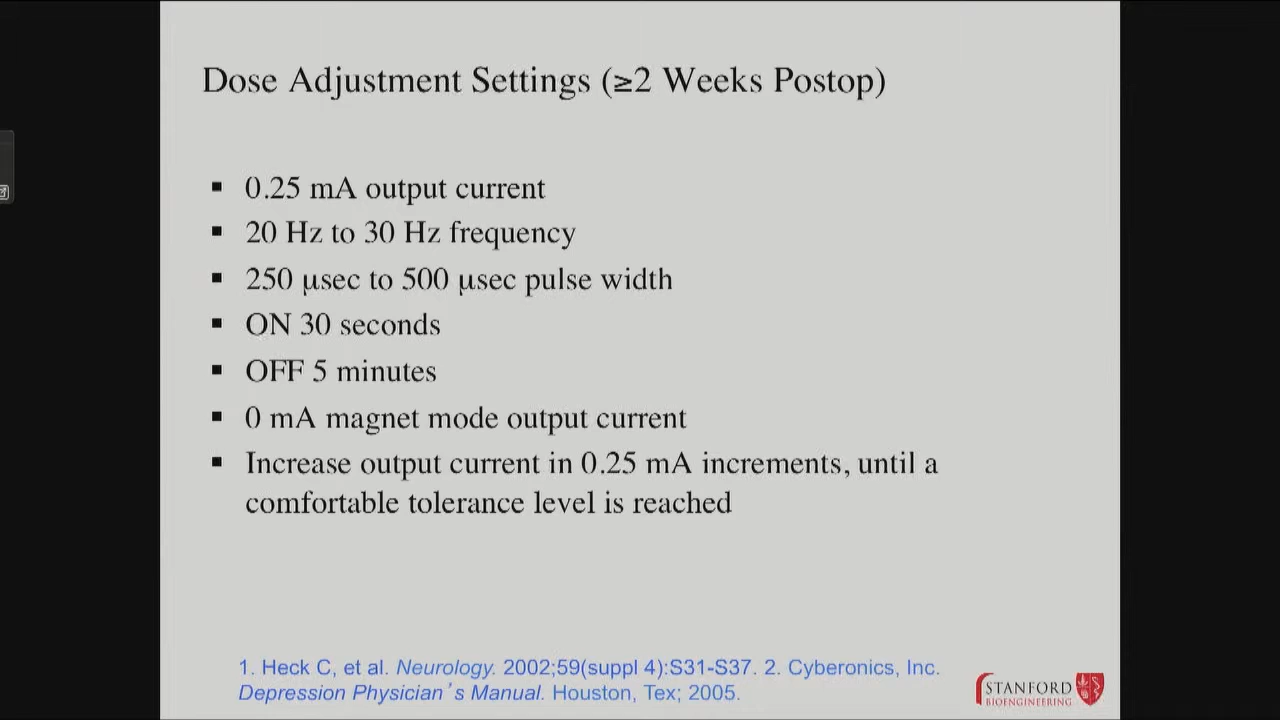 Dose Adjustment Settings (≥2 Weeks Postop)
▪ 0.25 mA output current
▪ 20 Hz to 30 Hz frequency
▪ 250 μsec to 500 μsec pulse width
▪ ON 30 seconds
▪ OFF 5 minutes
▪ 0 mA magnet mode output current
▪ Increase output current in 0.25 mA increments, until a
comfortable tolerance level is reached
1. Heck C, et al. Neurology. 2002;59(suppl 4):S31-S37. 2. Cyberonics, Inc.
Depression Physician's Manual. Houston, Tex; 2005.
STANFORD
BIOENGINEERING